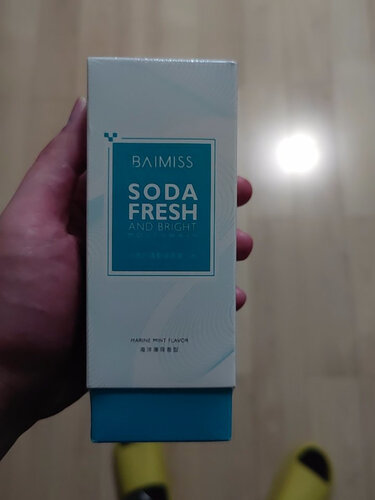 BAIMISS
SODA
FRESH
AND BRIGHT
MARINE MINT FLAVOR
海洋薄荷香型